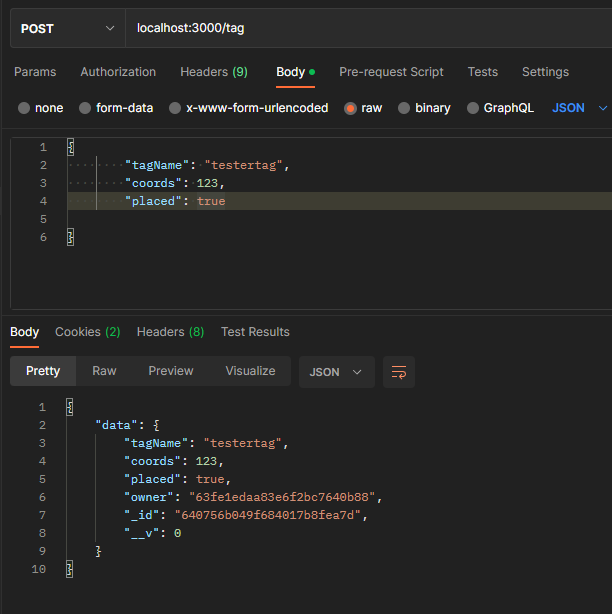 POST localhost:3000/tag
Params Authorization Headers (9) Body Pre-request Script Tests Settings
none form-data x-www-form-urlencoded raw binary GraphQL JSON
1 {
2 "tagName": "testertag",
3 "coords": 123,
4 "placed": true
5
6 }
Body Cookies (2) Headers (8) Test Results
Pretty Raw Preview Visualize JSON
1 {
2 "data": {
3 "tagName": "testertag",
4 "coords": 123,
5 "placed": true,
6 "owner": "63fe1edaa83e6f2bc7640b88",
7 "_id": "640756b049f684017b8fea7d",
8 "__v": 0
9 }
10 }